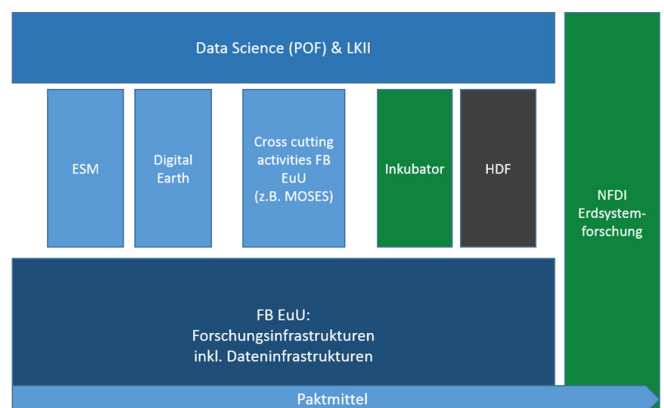 Data Science (POF) & LKII
ESM
Digital
Earth
Cross cutting
activities FB
EuU
(z.B. MOSES)
Inkubator
HDF
NFDI
Erdsystem-
forschung
FB EuU:
Forschungsinfrastrukturen
inkl. Dateninfrastrukturen
Paktmittel